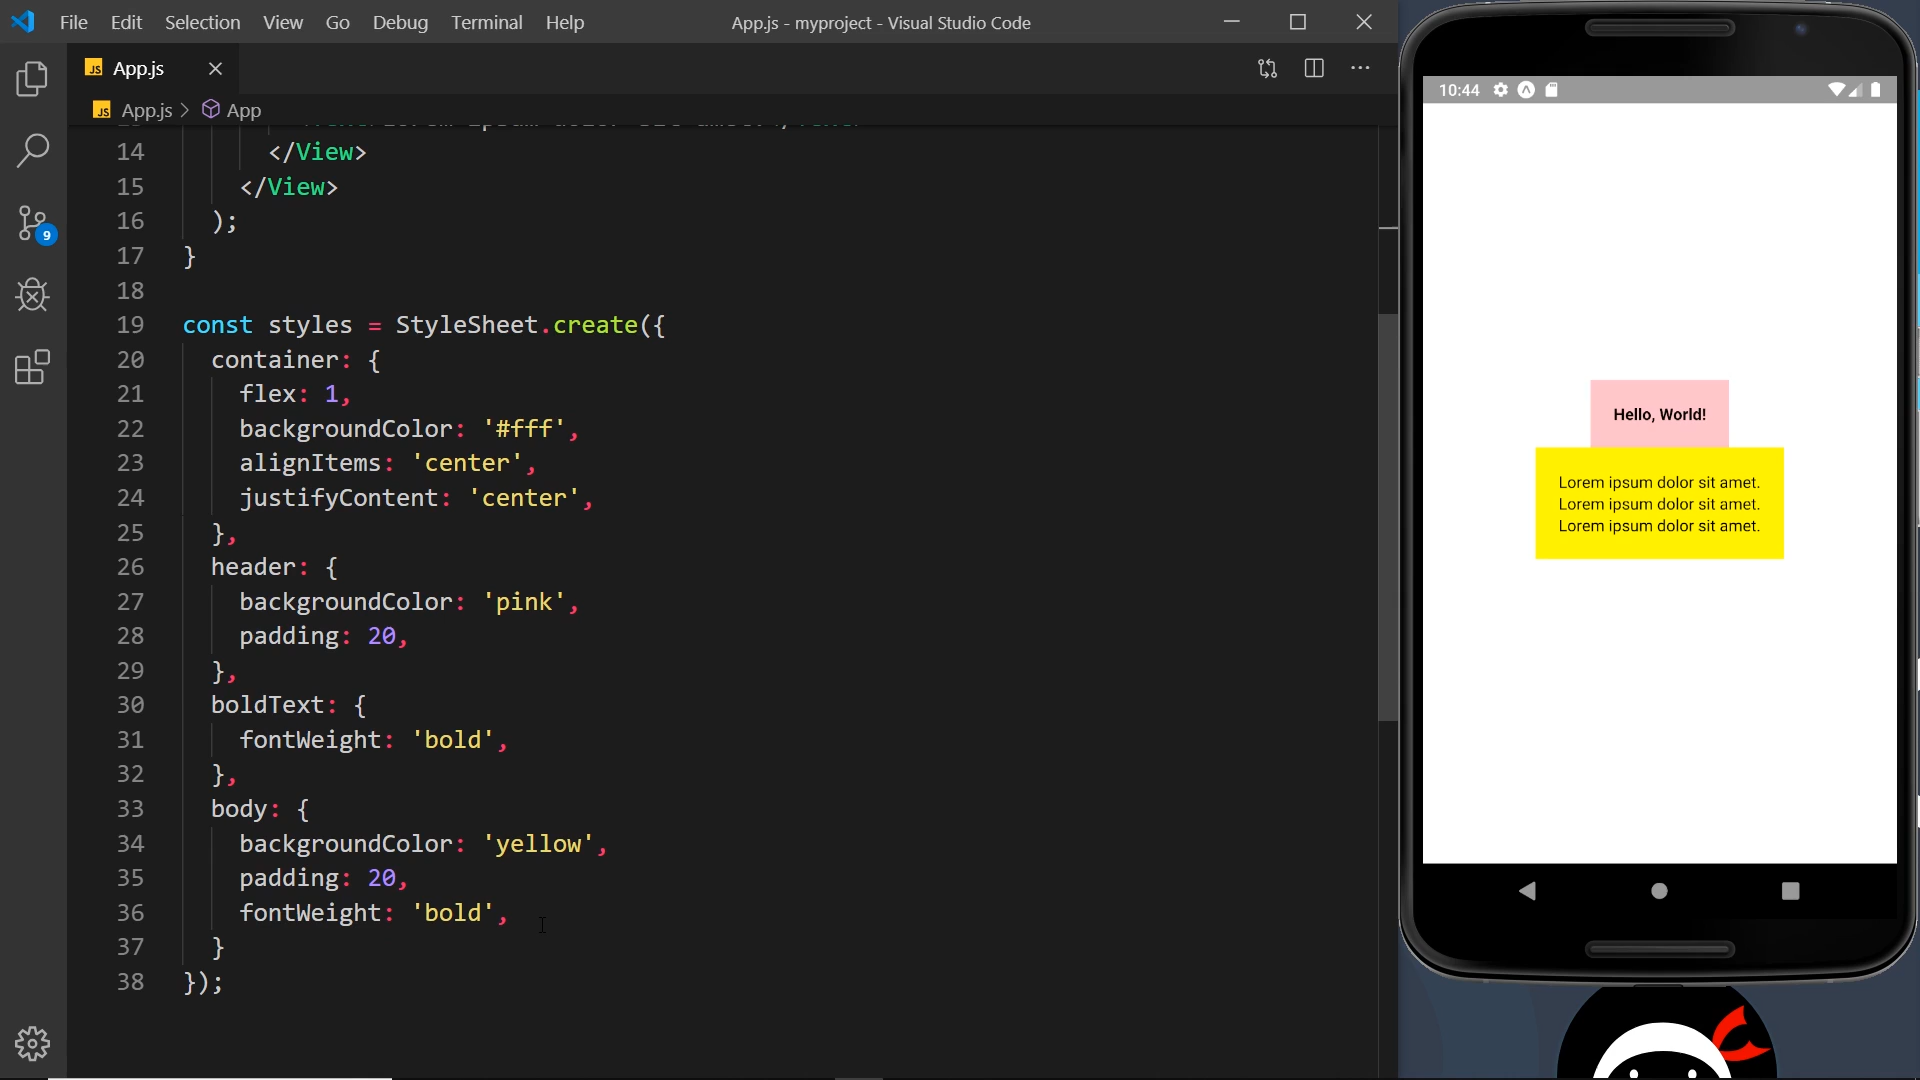 File Edit Selection View Go Debug Terminal Help
App.js - myproject - Visual Studio Code
JS App.js
JS App.js > App
9
14 </View>
15 </View>
16 );
17 }
18
19 const styles = StyleSheet.create({
20 container: {
21 flex: 1,
22 backgroundColor: '#fff',
23 alignItems: 'center',
24 justifyContent: 'center',
25 },
26 header: {
27 backgroundColor: 'pink',
28 padding: 20,
29 },
30 boldText: {
31 fontWeight: 'bold',
32 },
33 body: {
34 backgroundColor: 'yellow',
35 padding: 20,
36 fontWeight: 'bold',
37 }
38 });
10:44
Hello, World!
Lorem ipsum dolor sit amet.
Lorem ipsum dolor sit amet.
Lorem ipsum dolor sit amet.